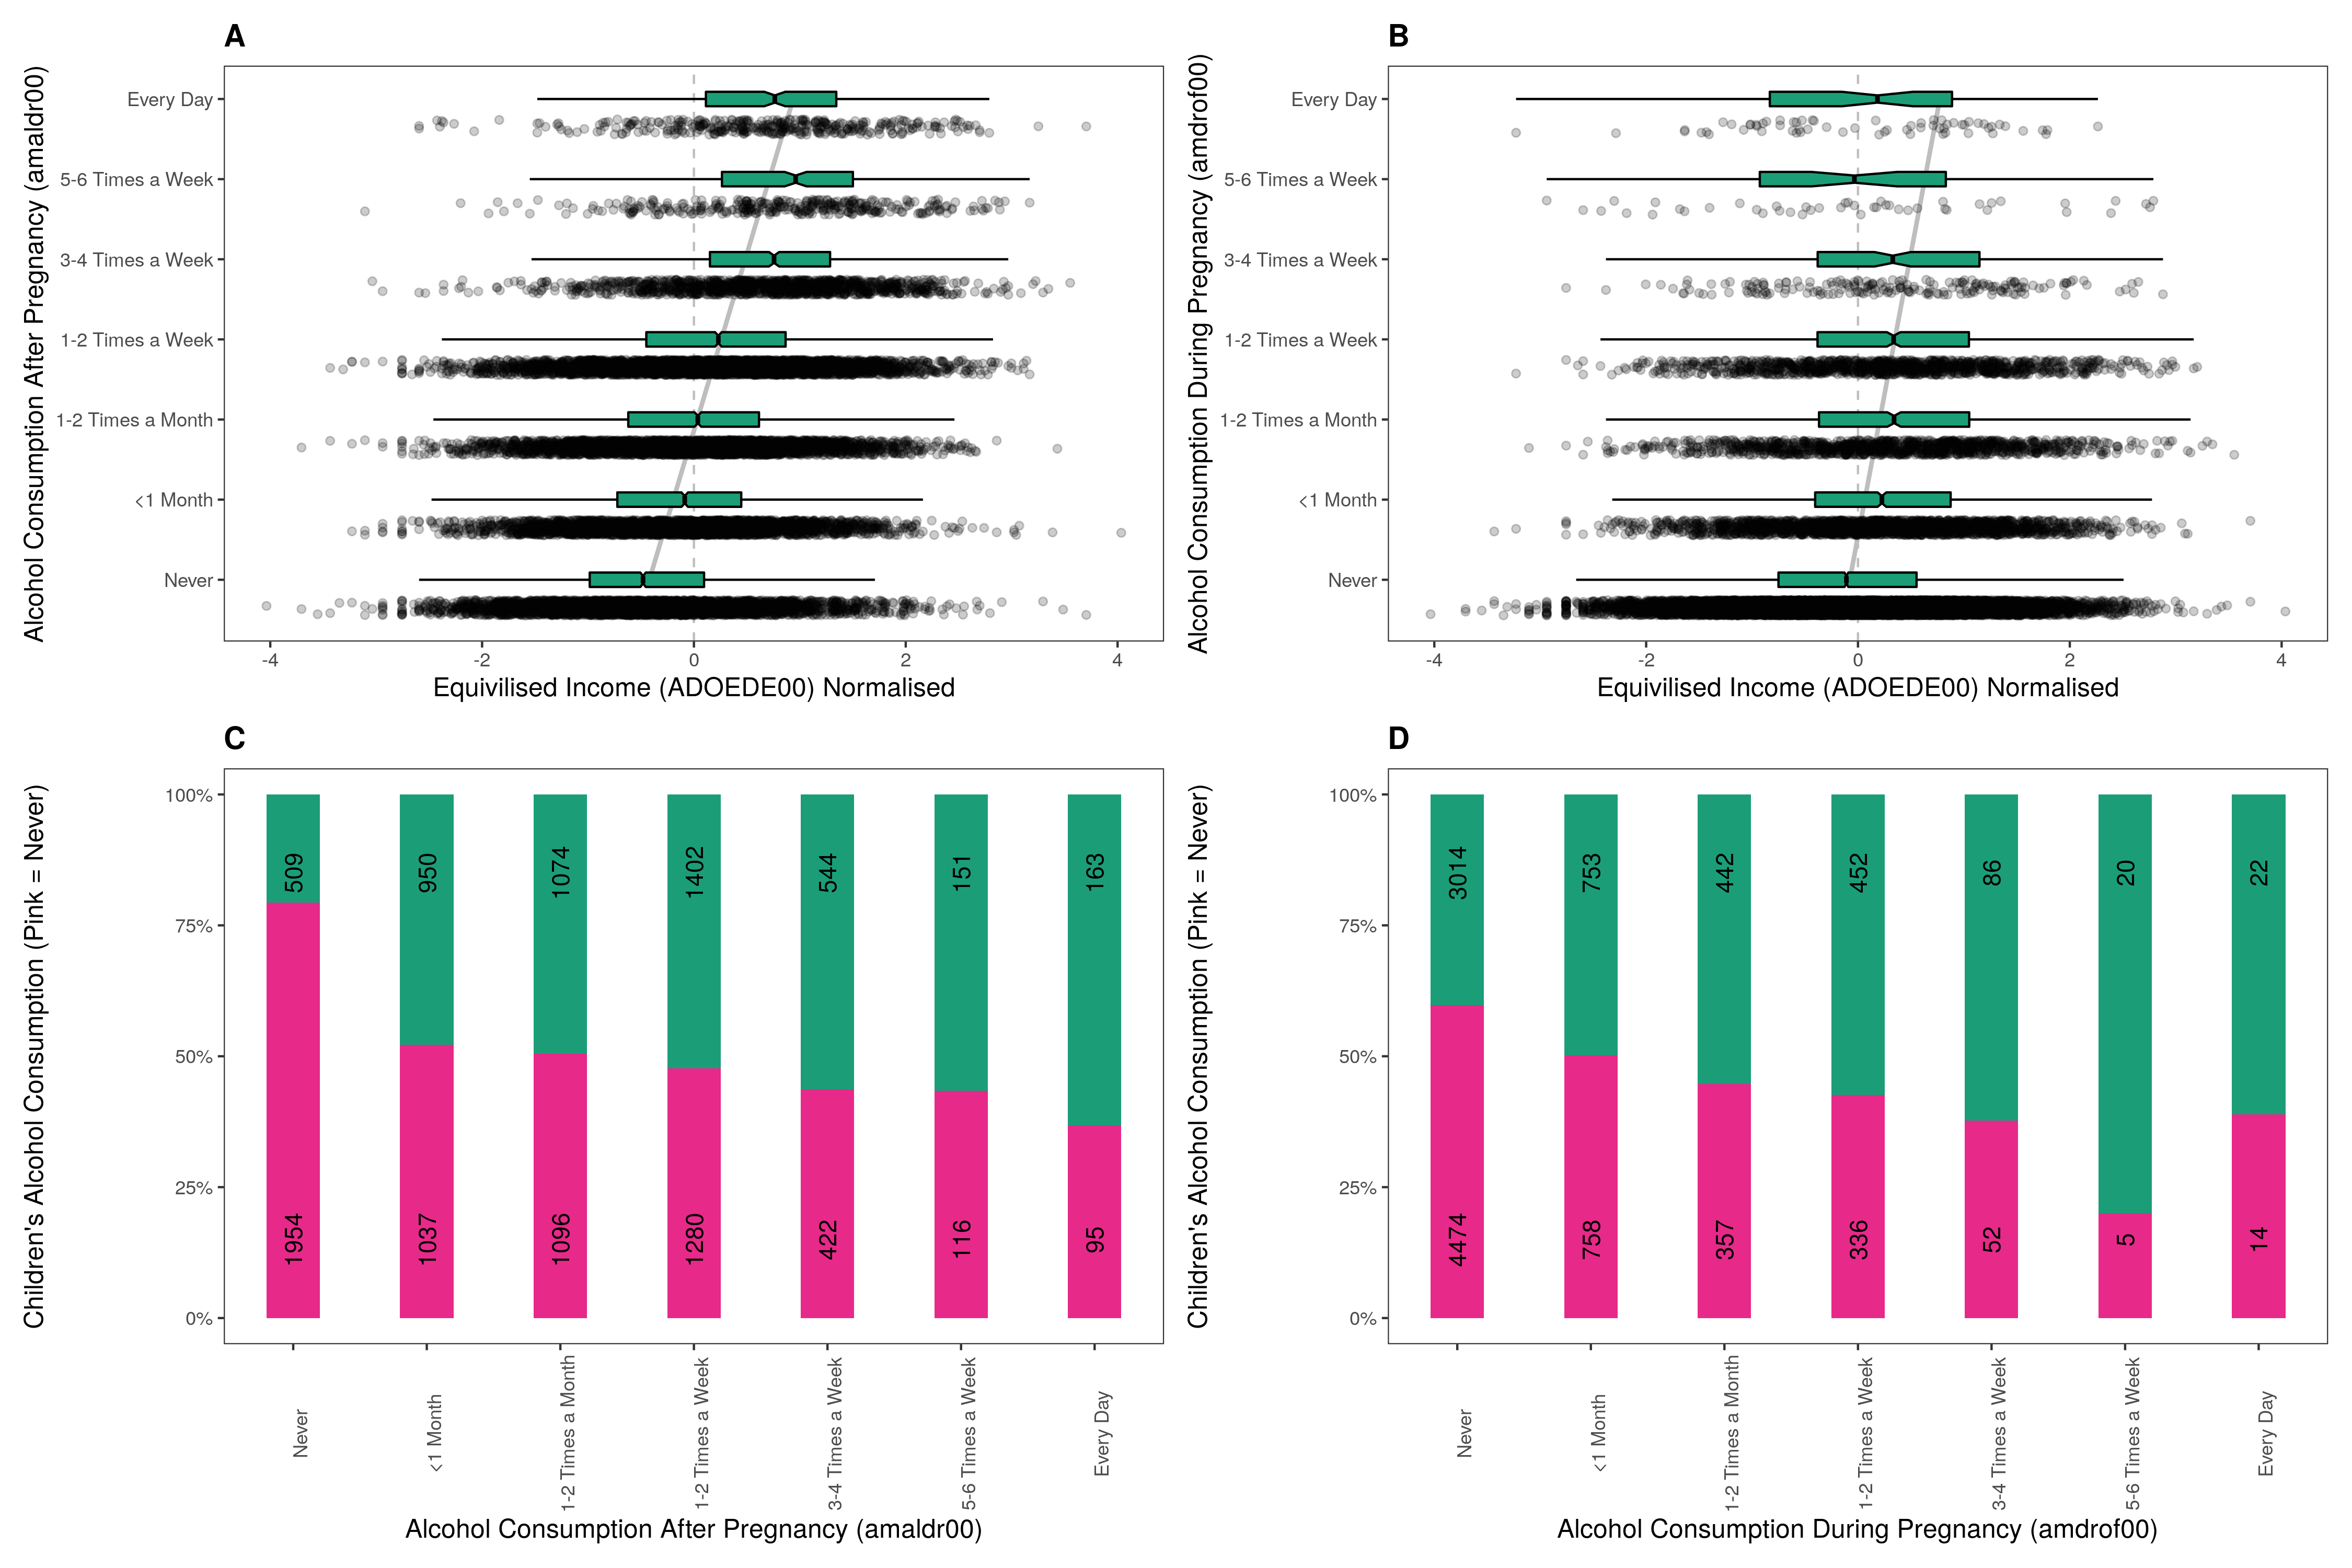 A
Alcohol Consumption After Pregnancy (amaldr00)
Every Day
5-6 Times a Week
3-4 Times a Week
1-2 Times a Week
1-2 Times a Month
<1 Month
Never
-4 -2 0 2 4
Equivilised Income (ADOEDE00) Normalised
B
Alcohol Consumption During Pregnancy (amdrof00)
Every Day
5-6 Times a Week
3-4 Times a Week
1-2 Times a Week
1-2 Times a Month
<1 Month
Never
-4 -2 0 2 4
Equivilised Income (ADOEDE00) Normalised
C
Children's Alcohol Consumption (Pink = Never)
100%
75%
50%
25%
0%
509 950 1074 1402 544 151 163
1954 1037 1096 1280 422 116 95
Never
<1 Month
1-2 Times a Month
1-2 Times a Week
3-4 Times a Week
5-6 Times a Week
Every Day
Alcohol Consumption After Pregnancy (amaldr00)
D
Children's Alcohol Consumption (Pink = Never)
100%
75%
50%
25%
0%
3014 753 442 452 86 20 22
4474 758 357 336 52 5 14
Never
<1 Month
1-2 Times a Month
1-2 Times a Week
3-4 Times a Week
5-6 Times a Week
Every Day
Alcohol Consumption During Pregnancy (amdrof00)